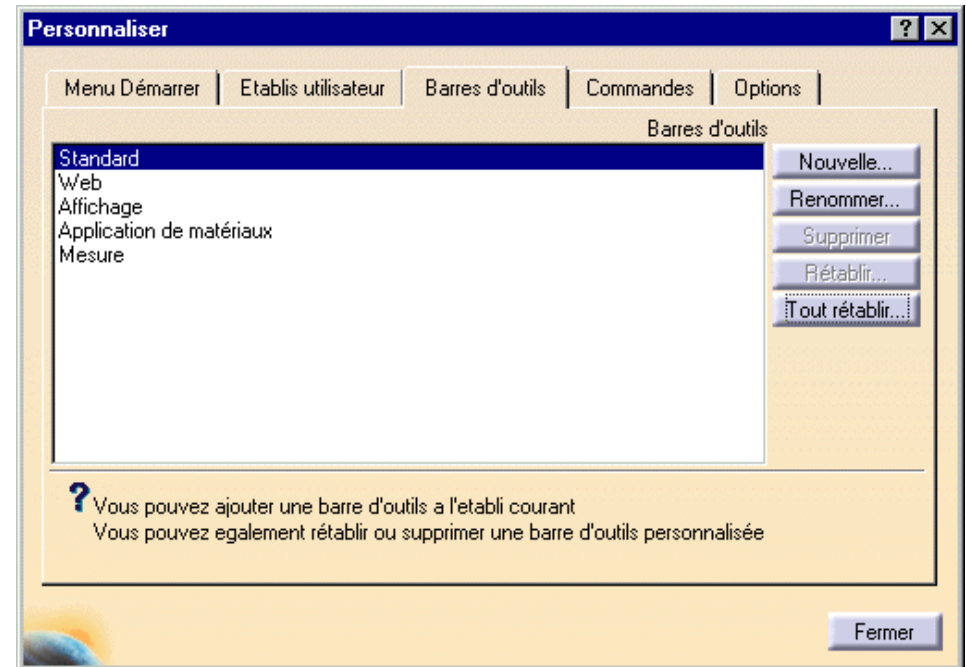 Personnaliser
Menu Démarrer Etablis utilisateur Barres d'outils Commandes Options
Barres d'outils
Standard
Web
Affichage
Application de matériaux
Mesure
Nouvelle...
Renommer...
Supprimer
Rétablir...
Tout rétablir...
? Vous pouvez ajouter une barre d'outils a l'etabli courant
Vous pouvez egalement rétablir ou supprimer une barre d'outils personnalisée
Fermer